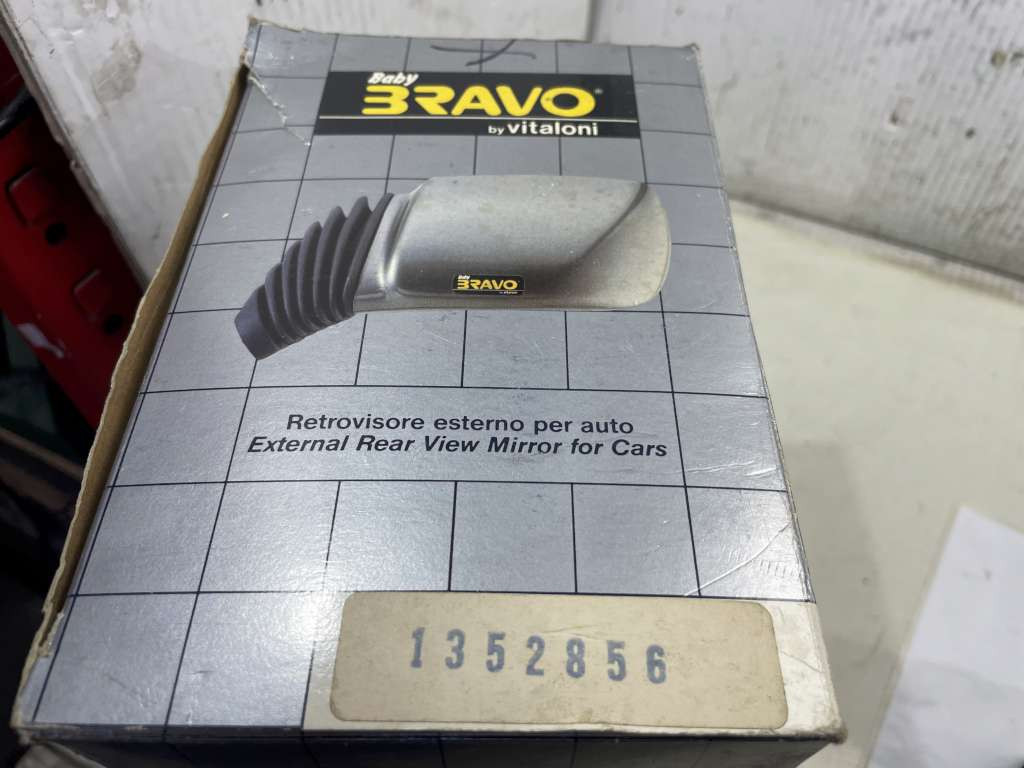 Baby
BRAVO®
by vitaloni
Baby
BRAVO
Retrovisore esterno per auto
External Rear View Mirror for Cars
1352856